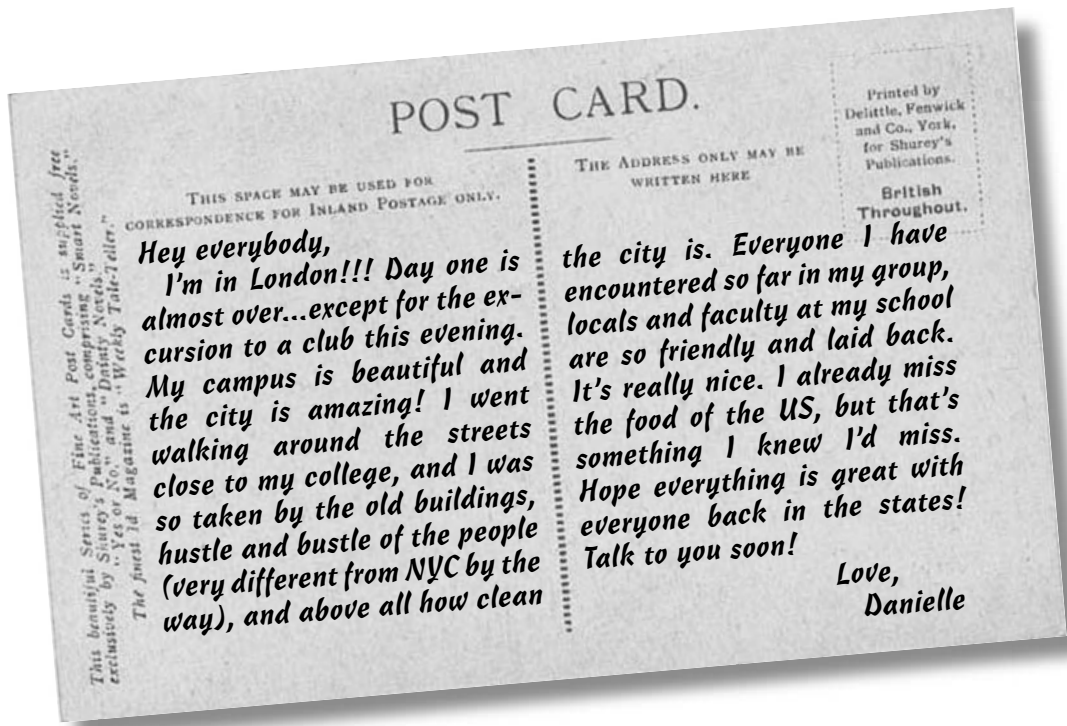 POST CARD.
THIS SPACE MAY BE USED FOR
CORRESPONDENCE FOR INLAND POSTAGE ONLY.
THE ADDRESS ONLY MAY BE
WRITTEN HERE
Printed by
Delittle, Fenwick
and Co., York,
for Shurey's
Publications.
British
Throughout.
This beautiful Series of Fine Art Post Cards is supplied free
exclusively by Shurey's Publications, comprising "Smart Novels."
"Yes or No," and "Dainty Novels"
The finest 1d Magazine is "Weekly Tale-Teller."
Hey everybody,
I'm in London!!! Day one is
almost over...except for the ex-
cursion to a club this evening.
My campus is beautiful and
the city is amazing! I went
walking around the streets
close to my college, and I was
so taken by the old buildings,
hustle and bustle of the people
(very different from NYC by the
way), and above all how clean
the city is. Everyone I have
encountered so far in my group,
locals and faculty at my school
are so friendly and laid back.
It's really nice. I already miss
the food of the US, but that's
something I knew I'd miss.
Hope everything is great with
everyone back in the states!
Talk to you soon!
Love,
Danielle